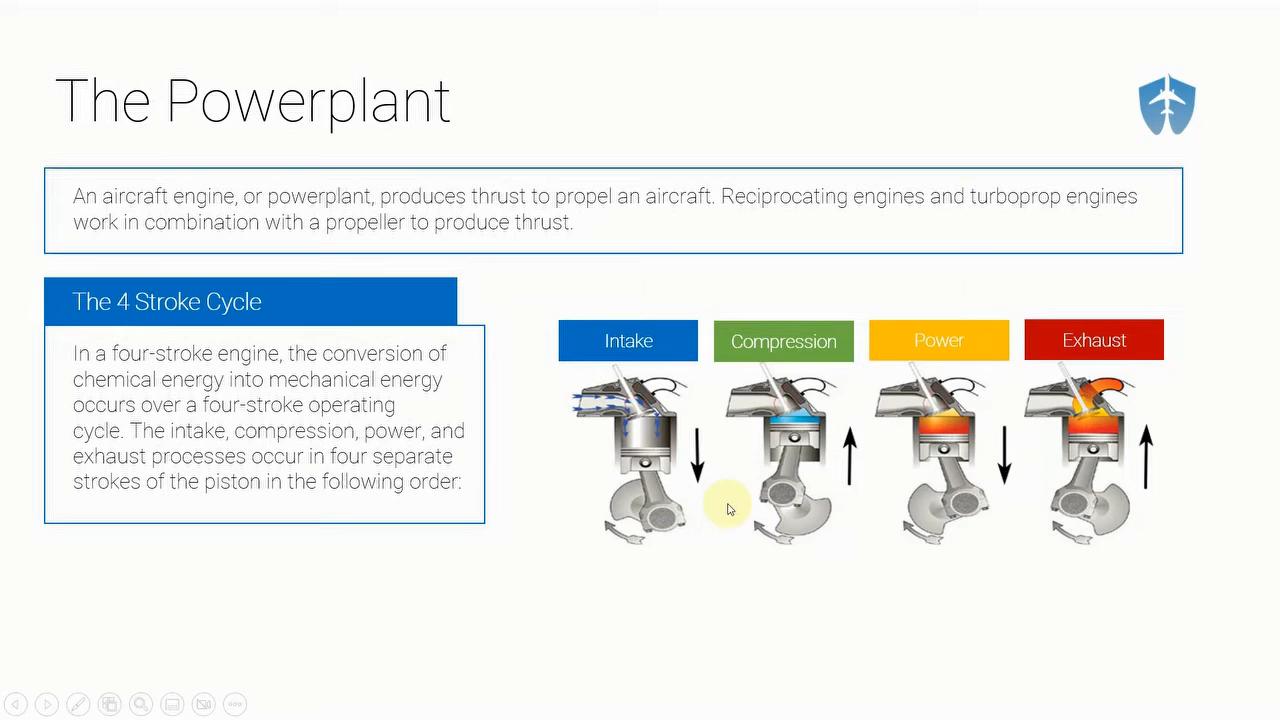 The Powerplant
An aircraft engine, or powerplant, produces thrust to propel an aircraft. Reciprocating engines and turboprop engines
work in combination with a propeller to produce thrust.
The 4 Stroke Cycle
In a four-stroke engine, the conversion of
chemical energy into mechanical energy
occurs over a four-stroke operating
cycle. The intake, compression, power, and
exhaust processes occur in four separate
strokes of the piston in the following order:
Intake
Compression
Power
Exhaust